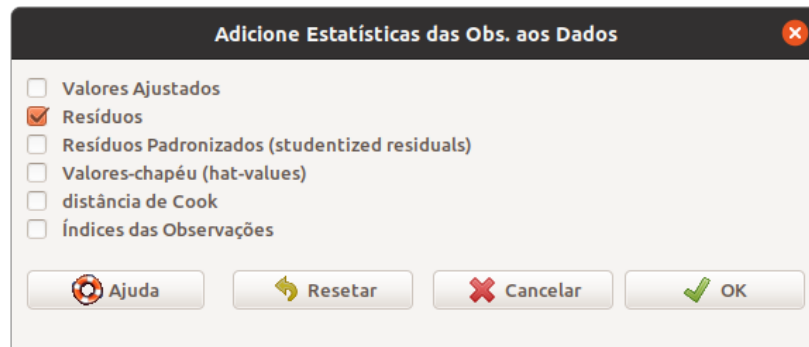 Adicione Estatísticas das Obs. aos Dados
Valores Ajustados
Resíduos
Resíduos Padronizados (studentized residuals)
Valores-chapéu (hat-values)
distância de Cook
Índices das Observações
Ajuda Resetar Cancelar OK